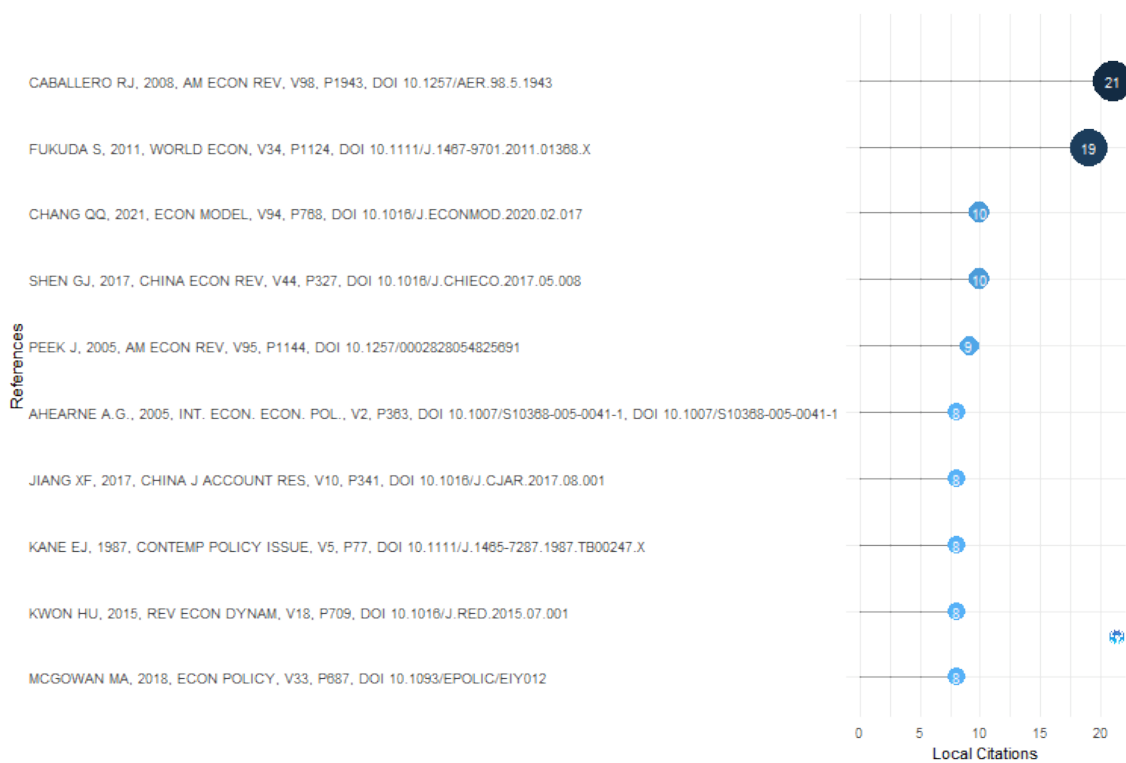 CABALLERO RJ, 2008, AM ECON REV, V98, P1943, DOI 10.1257/AER.98.5.1943
21
FUKUDA S, 2011, WORLD ECON, V34, P1124, DOI 10.1111/J.1467-9701.2011.01368.X
19
CHANG QQ, 2021, ECON MODEL, V94, P768, DOI 10.1016/J.ECONMOD.2020.02.017
10
SHEN GJ, 2017, CHINA ECON REV, V44, P327, DOI 10.1016/J.CHIECO.2017.05.008
10
References
PEEK J, 2005, AM ECON REV, V95, P1144, DOI 10.1257/0002828054825691
9
AHEARNE A.G., 2005, INT. ECON. ECON. POL., V2, P363, DOI 10.1007/S10368-005-0041-1, DOI 10.1007/S10368-005-0041-1
8
JIANG XF, 2017, CHINA J ACCOUNT RES, V10, P341, DOI 10.1016/J.CJAR.2017.08.001
8
KANE EJ, 1987, CONTEMP POLICY ISSUE, V5, P77, DOI 10.1111/J.1465-7287.1987.TB00247.X
8
KWON HU, 2015, REV ECON DYNAM, V18, P709, DOI 10.1016/J.RED.2015.07.001
8
MCGOWAN MA, 2018, ECON POLICY, V33, P687, DOI 10.1093/EPOLIC/EIY012
8
0 5 10 15 20
Local Citations